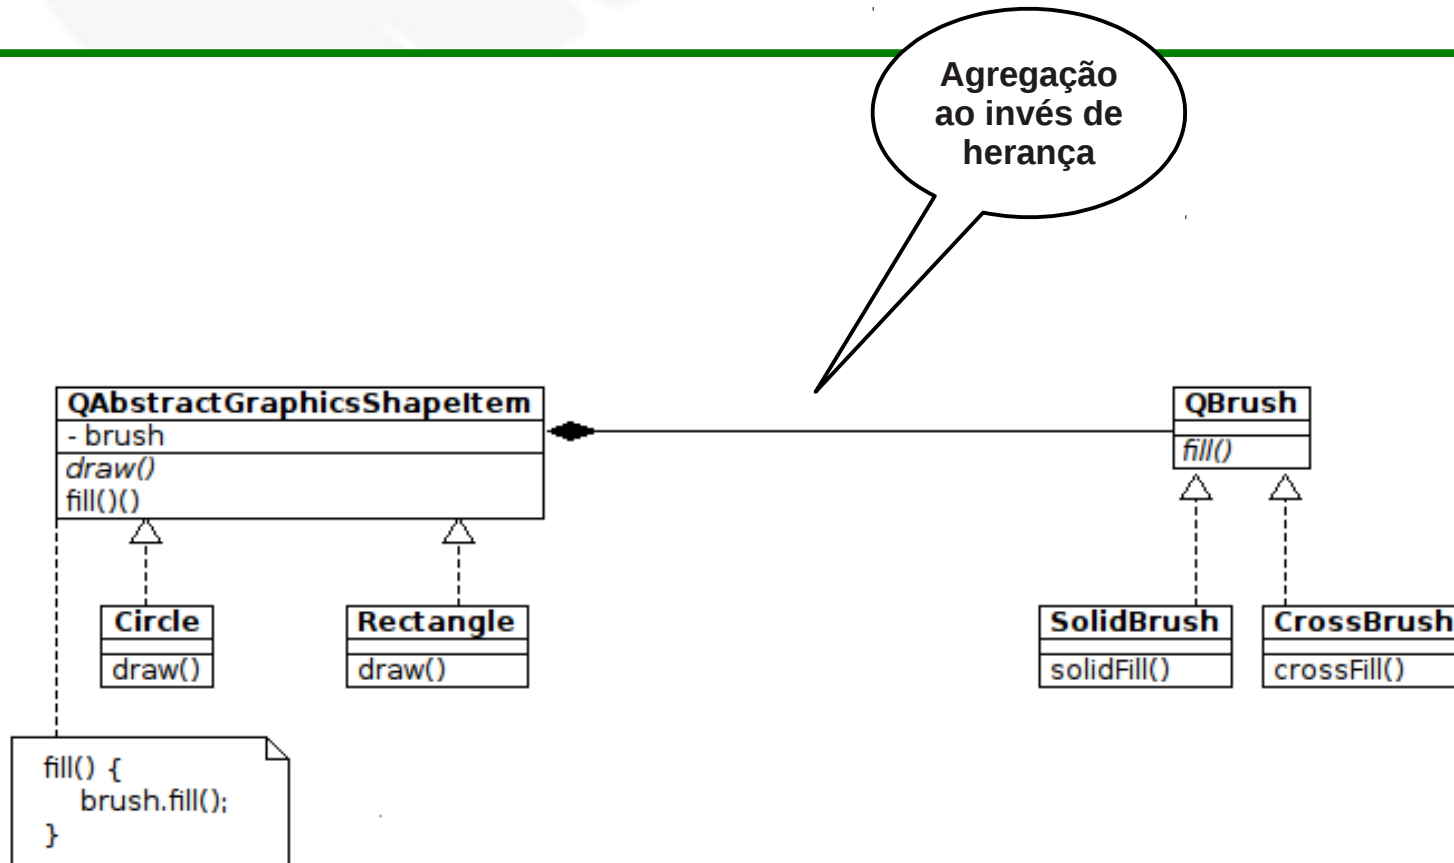 Agregação
ao invés de
herança
QAbstractGraphicsShapeItem
- brush
draw()
fill()()
QBrush
fill()
Circle
draw()
Rectangle
draw()
SolidBrush
solidFill()
CrossBrush
crossFill()
fill() {
brush.fill();
}